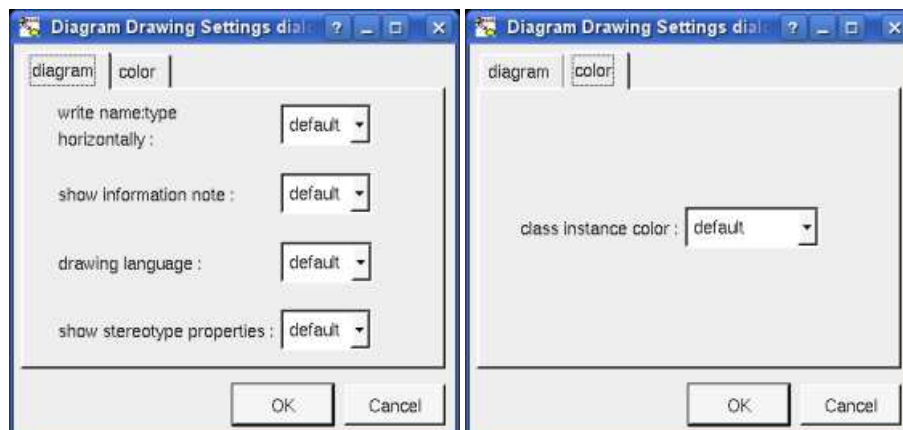 Diagram Drawing Settings dial
diagram color
write name:type
horizontally :
default
show information note :
default
drawing language :
default
show stereotype properties :
default
OK
Cancel
Diagram Drawing Settings dial
diagram color
class instance color :
default
OK
Cancel